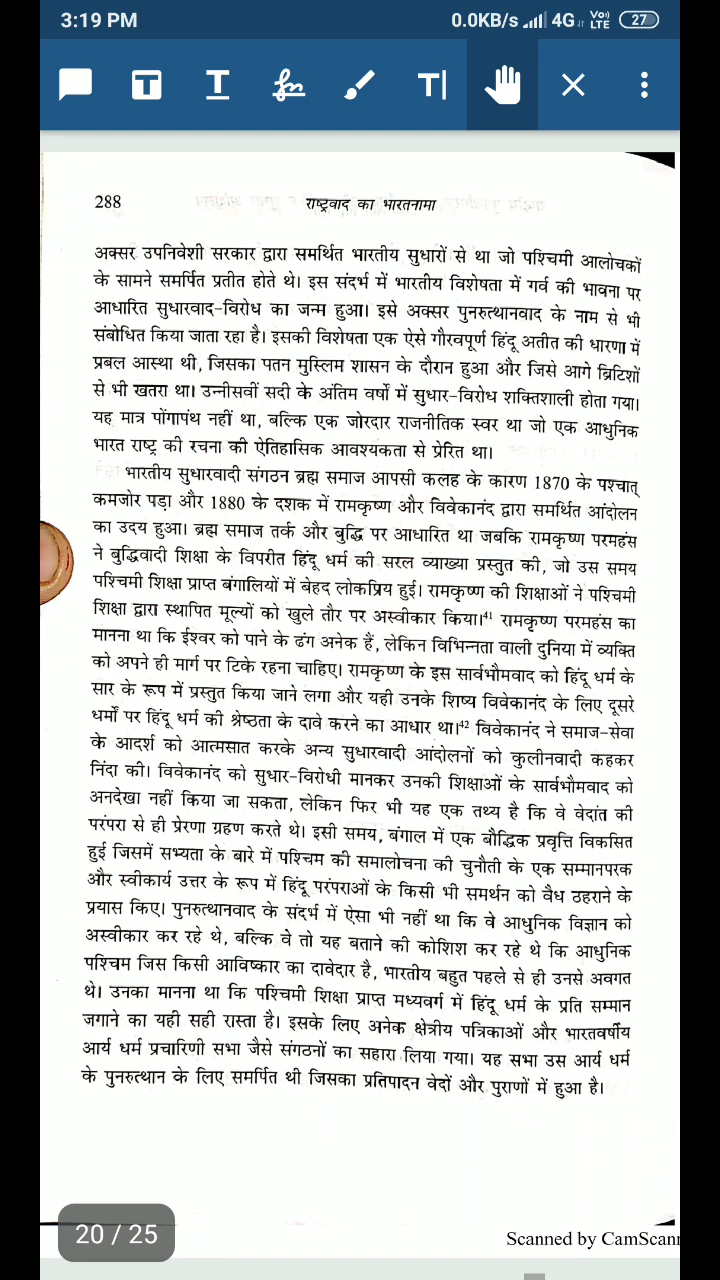 3:19 PM 0.0KB/s 4G Vo) LTE 27
T T T|
288 राष्ट्रवाद का भारतनामा
अक्सर उपनिवेशी सरकार द्वारा समर्थित भारतीय सुधारों से था जो पश्चिमी आलोचकों
के सामने समर्पित प्रतीत होते थे। इस संदर्भ में भारतीय विशेषता में गर्व की भावना पर
आधारित सुधारवाद-विरोध का जन्म हुआ। इसे अक्सर पुनरुत्थानवाद के नाम से भी
संबोधित किया जाता रहा है। इसकी विशेषता एक ऐसे गौरवपूर्ण हिंदू अतीत की धारणा में
प्रबल आस्था थी, जिसका पतन मुस्लिम शासन के दौरान हुआ और जिसे आगे ब्रिटिशों
से भी खतरा था। उन्नीसवीं सदी के अंतिम वर्षों में सुधार-विरोध शक्तिशाली होता गया।
यह मात्र पोंगापंथ नहीं था, बल्कि एक जोरदार राजनीतिक स्वर था जो एक आधुनिक
भारत राष्ट्र की रचना की ऐतिहासिक आवश्यकता से प्रेरित था।
भारतीय सुधारवादी संगठन ब्रह्म समाज आपसी कलह के कारण 1870 के पश्चात्
कमजोर पड़ा और 1880 के दशक में रामकृष्ण और विवेकानंद द्वारा समर्थित आंदोलन
का उदय हुआ। ब्रह्म समाज तर्क और बुद्धि पर आधारित था जबकि रामकृष्ण परमहंस
ने बुद्धिवादी शिक्षा के विपरीत हिंदू धर्म की सरल व्याख्या प्रस्तुत की, जो उस समय
पश्चिमी शिक्षा प्राप्त बंगालियों में बेहद लोकप्रिय हुई। रामकृष्ण की शिक्षाओं ने पश्चिमी
शिक्षा द्वारा स्थापित मूल्यों को खुले तौर पर अस्वीकार किया।⁴¹ रामकृष्ण परमहंस का
मानना था कि ईश्वर को पाने के ढंग अनेक हैं, लेकिन विभिन्नता वाली दुनिया में व्यक्ति
को अपने ही मार्ग पर टिके रहना चाहिए। रामकृष्ण के इस सार्वभौमवाद को हिंदू धर्म के
सार के रूप में प्रस्तुत किया जाने लगा और यही उनके शिष्य विवेकानंद के लिए दूसरे
धर्मों पर हिंदू धर्म की श्रेष्ठता के दावे करने का आधार था।⁴² विवेकानंद ने समाज-सेवा
के आदर्श को आत्मसात करके अन्य सुधारवादी आंदोलनों को कुलीनवादी कहकर
निंदा की। विवेकानंद को सुधार-विरोधी मानकर उनकी शिक्षाओं के सार्वभौमवाद को
अनदेखा नहीं किया जा सकता, लेकिन फिर भी यह एक तथ्य है कि वे वेदांत की
परंपरा से ही प्रेरणा ग्रहण करते थे। इसी समय, बंगाल में एक बौद्धिक प्रवृत्ति विकसित
हुई जिसमें सभ्यता के बारे में पश्चिम की समालोचना की चुनौती के एक सम्मानपरक
और स्वीकार्य उत्तर के रूप में हिंदू परंपराओं के किसी भी समर्थन को वैध ठहराने के
प्रयास किए। पुनरुत्थानवाद के संदर्भ में ऐसा भी नहीं था कि वे आधुनिक विज्ञान को
अस्वीकार कर रहे थे, बल्कि वे तो यह बताने की कोशिश कर रहे थे कि आधुनिक
पश्चिम जिस किसी आविष्कार का दावेदार है, भारतीय बहुत पहले से ही उनसे अवगत
थे। उनका मानना था कि पश्चिमी शिक्षा प्राप्त मध्यवर्ग में हिंदू धर्म के प्रति सम्मान
जगाने का यही सही रास्ता है। इसके लिए अनेक क्षेत्रीय पत्रिकाओं और भारतवर्षीय
आर्य धर्म प्रचारिणी सभा जैसे संगठनों का सहारा लिया गया। यह सभा उस आर्य धर्म
के पुनरुत्थान के लिए समर्पित थी जिसका प्रतिपादन वेदों और पुराणों में हुआ है।
20 / 25
Scanned by CamScan